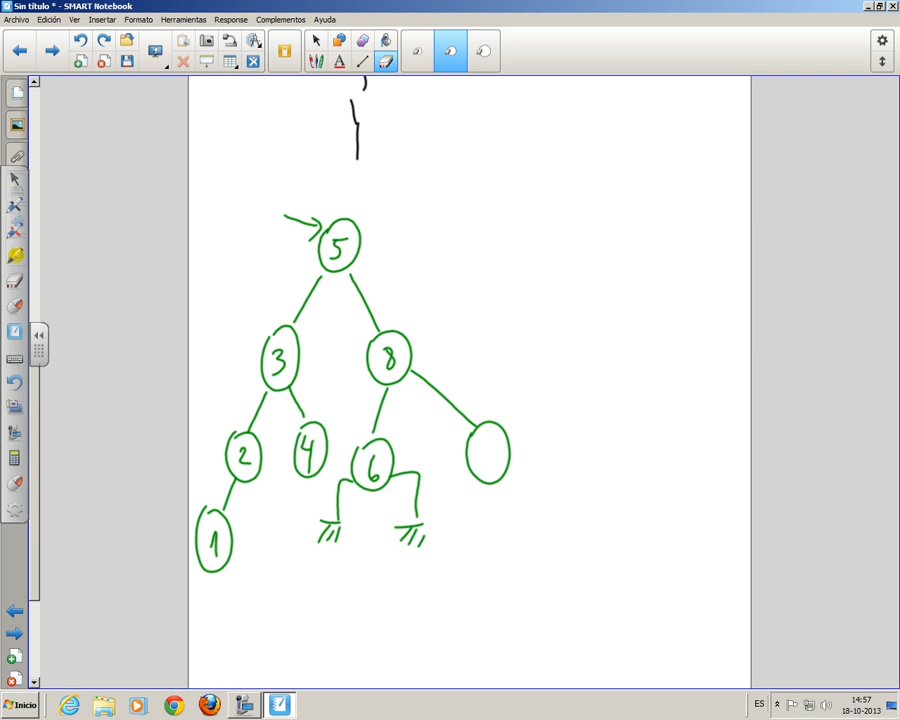 Sin título * - SMART Notebook
Archivo Edición Ver Insertar Formato Herramientas Response Complementos Ayuda
5
3 8
2 4 6
1
Inicio
ES
14:57
18-10-2013